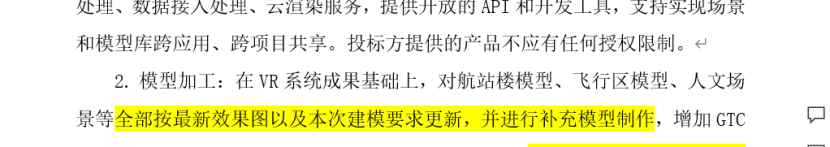 处理、数据接入处理、云渲染服务，提供开放的 API 和开发工具，支持实现场景
和模型库跨应用、跨项目共享。投标方提供的产品不应有任何授权限制。↵
2. 模型加工：在 VR 系统成果基础上，对航站楼模型、飞行区模型、人文场
景等全部按最新效果图以及本次建模要求更新，并进行补充模型制作，增加 GTC